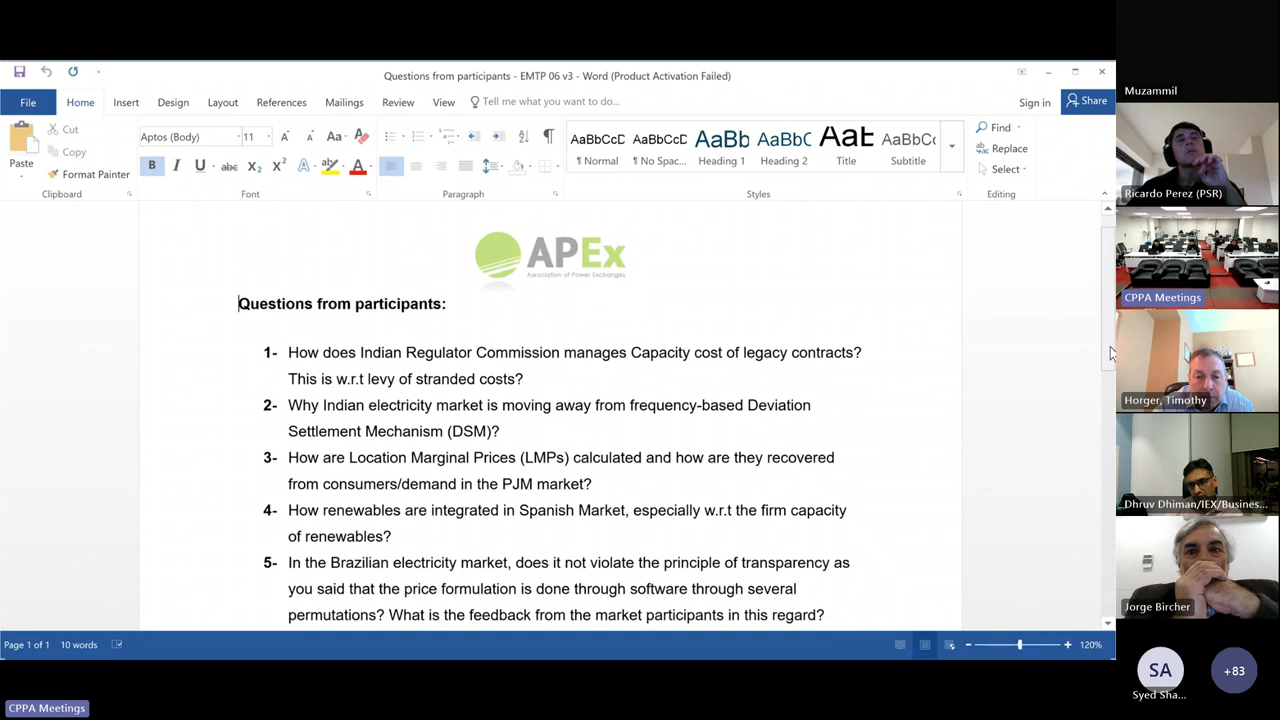 Questions from participants - EMTP 06 v3 - Word (Product Activation Failed)
File Home Insert Design Layout References Mailings Review View Tell me what you want to do... Sign in Share
Paste
Cut
Copy
Format Painter
Clipboard
Aptos (Body) 11
Font
Paragraph
AaBbCcD AaBbCcD AaBb AaBbC AaB AaBbCc
¶ Normal ¶ No Spac... Heading 1 Heading 2 Title Subtitle
Styles
Find
Replace
Select
Editing
APEx
Association of Power Exchanges
Questions from participants:
1- How does Indian Regulator Commission manages Capacity cost of legacy contracts?
This is w.r.t levy of stranded costs?
2- Why Indian electricity market is moving away from frequency-based Deviation
Settlement Mechanism (DSM)?
3- How are Location Marginal Prices (LMPs) calculated and how are they recovered
from consumers/demand in the PJM market?
4- How renewables are integrated in Spanish Market, especially w.r.t the firm capacity
of renewables?
5- In the Brazilian electricity market, does it not violate the principle of transparency as
you said that the price formulation is done through software through several
permutations? What is the feedback from the market participants in this regard?
Page 1 of 1 10 words 120%
CPPA Meetings
Muzammil
Ricardo Perez (PSR)
CPPA Meetings
Horger, Timothy
Dhruv Dhiman/IEX/Business...
Jorge Bircher
SA
Syed Sha...
+83